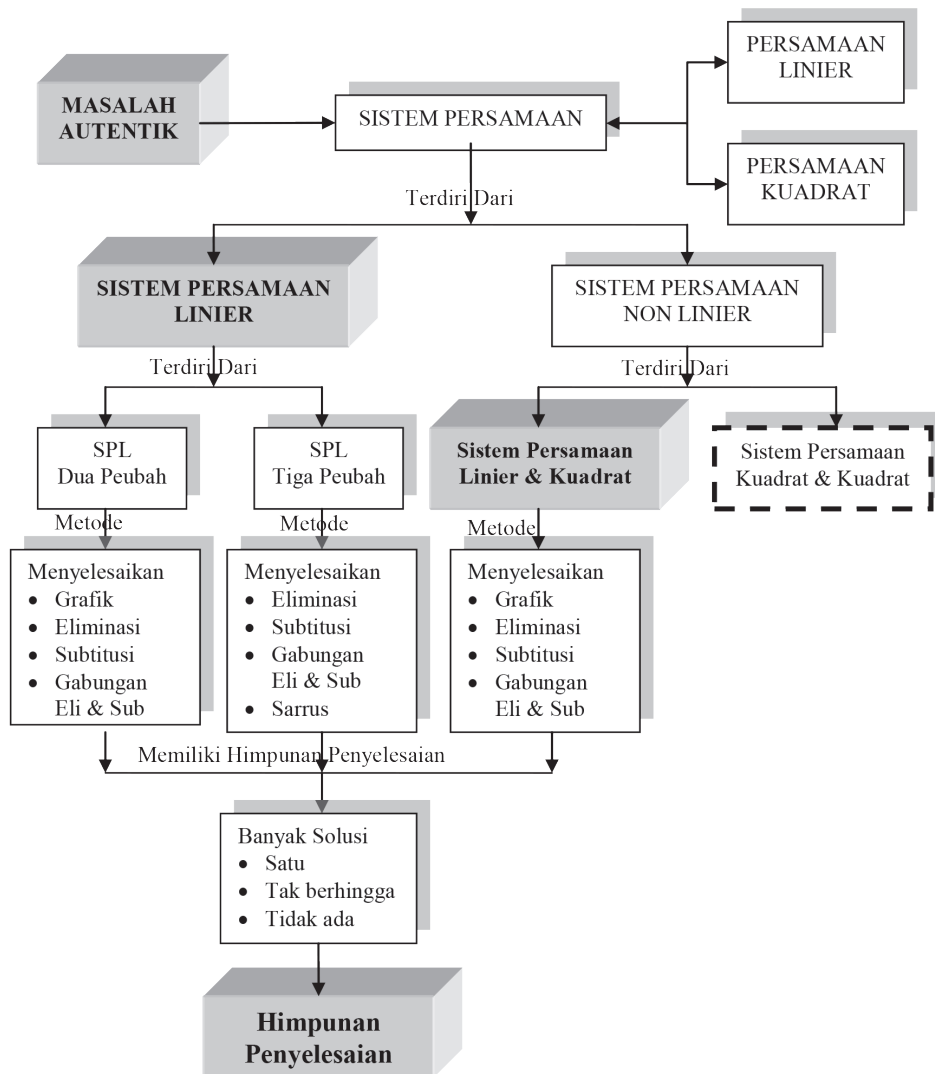 PERSAMAAN
LINIER
MASALAH
AUTENTIK
SISTEM PERSAMAAN
PERSAMAAN
KUADRAT
Terdiri Dari
SISTEM PERSAMAAN
LINIER
SISTEM PERSAMAAN
NON LINIER
Terdiri Dari
Terdiri Dari
SPL
Dua Peubah
SPL
Tiga Peubah
Sistem Persamaan
Linier & Kuadrat
Sistem Persamaan
Kuadrat & Kuadrat
Metode
Metode
Metode
Menyelesaikan
• Grafik
• Eliminasi
• Subtitusi
• Gabungan
Eli & Sub
Menyelesaikan
• Eliminasi
• Subtitusi
• Gabungan
Eli & Sub
• Sarrus
Menyelesaikan
• Grafik
• Eliminasi
• Subtitusi
• Gabungan
Eli & Sub
Memiliki Himpunan Penyelesaian
Banyak Solusi
• Satu
• Tak berhingga
• Tidak ada
Himpunan
Penyelesaian